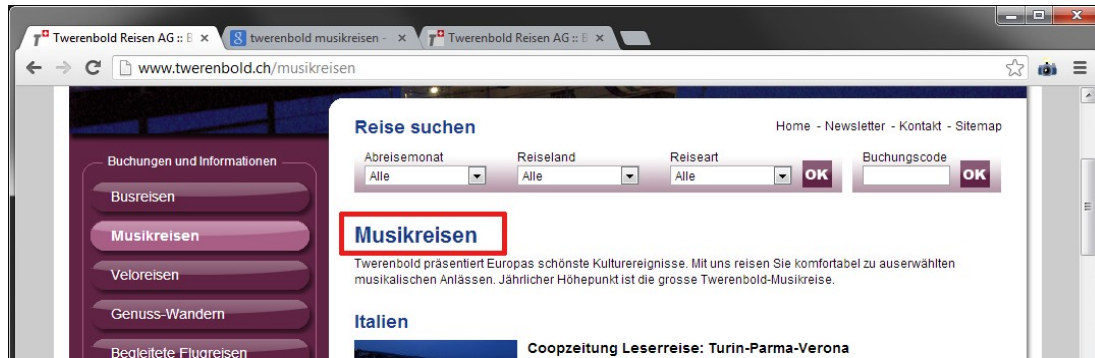 Twerenbold Reisen AG :: B
twerenbold musikreisen -
Twerenbold Reisen AG :: B
www.twerenbold.ch/musikreisen
Reise suchen
Home - Newsletter - Kontakt - Sitemap
Buchungen und Informationen
Abreisemonat Reiseland Reiseart Buchungscode
Alle Alle Alle OK OK
Busreisen
Musikreisen
Musikreisen
Veloreisen
Twerenbold präsentiert Europas schönste Kulturereignisse. Mit uns reisen Sie komfortabel zu auserwählten
musikalischen Anlässen. Jährlicher Höhepunkt ist die grosse Twerenbold-Musikreise.
Genuss-Wandern
Italien
Begleitete Flugreisen
Coopzeitung Leserreise: Turin-Parma-Verona